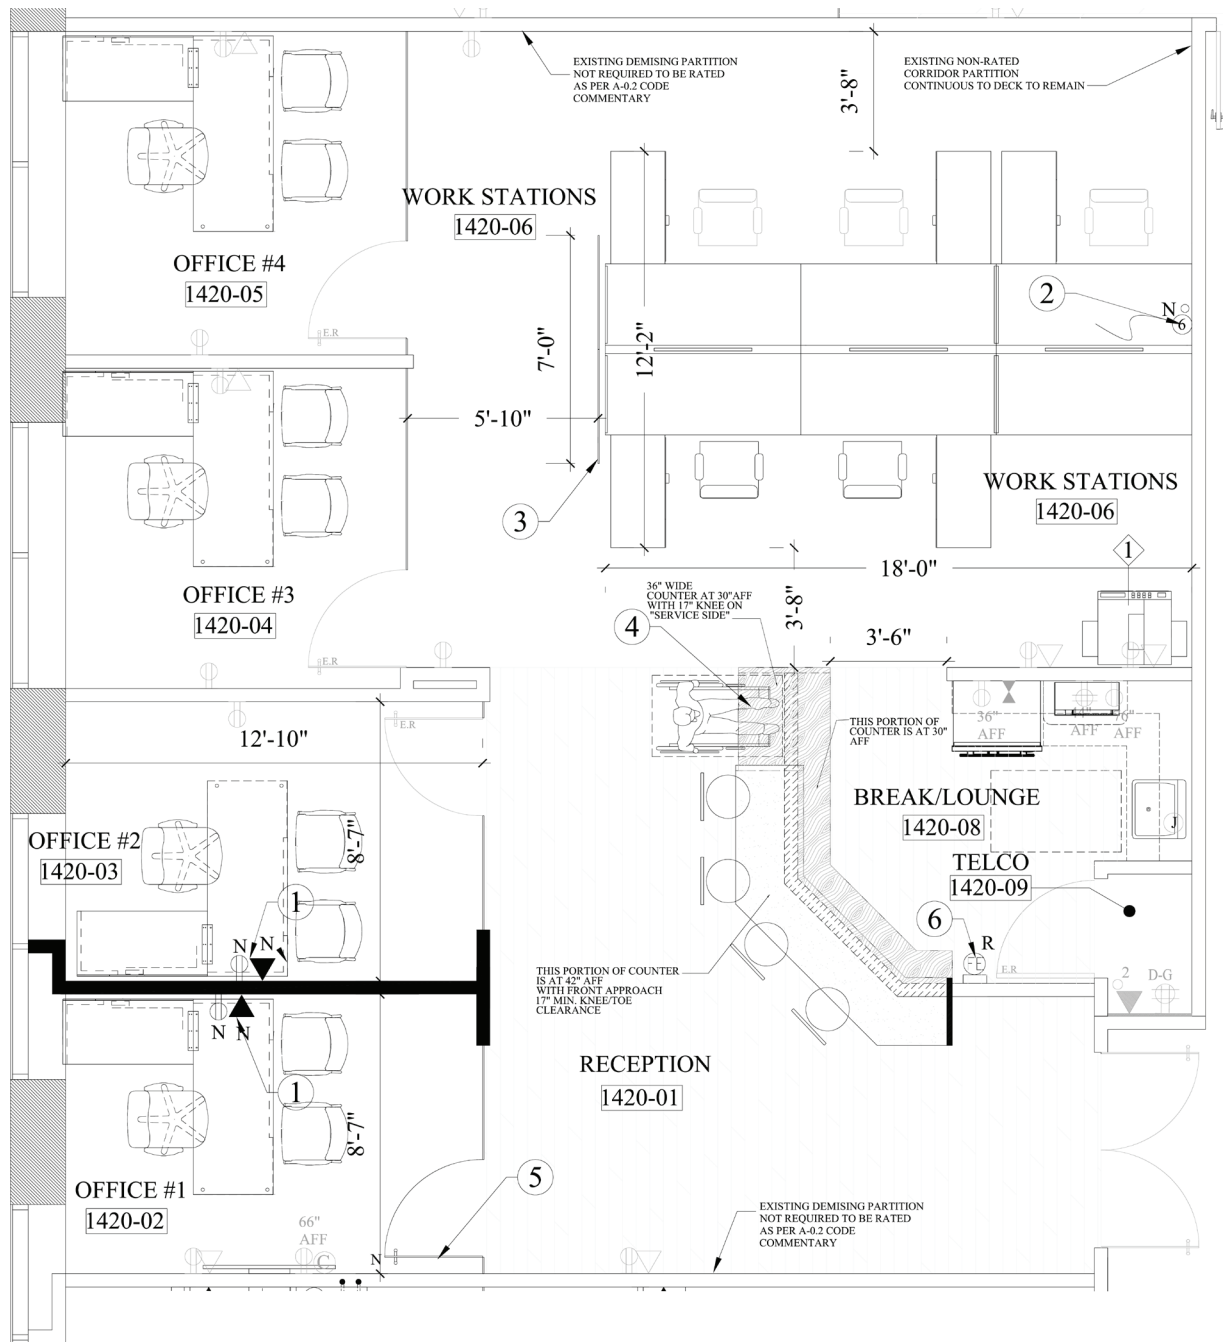 EXISTING DEMISING PARTITION
NOT REQUIRED TO BE RATED
AS PER A-0.2 CODE
COMMENTARY
3'-8"
EXISTING NON-RATED
CORRIDOR PARTITION
CONTINUOUS TO DECK TO REMAIN
WORK STATIONS
1420-06
OFFICE #4
1420-05
E.R
2
N
6
7'-0"
12'-2"
5'-10"
3
WORK STATIONS
1420-06
OFFICE #3
1420-04
E.R
18'-0"
1
36" WIDE
COUNTER AT 30"AFF
WITH 17" KNEE ON
"SERVICE SIDE"
4
3'-8"
3'-6"
12'-10"
E.R
THIS PORTION OF
COUNTER IS AT 30"
AFF
36"
AFF
AFF
76"
AFF
BREAK/LOUNGE
1420-08
J
OFFICE #2
1420-03
8'-7"
TELCO
1420-09
1
N
N
6
R
E.R
2
D-G
THIS PORTION OF COUNTER
IS AT 42" AFF
WITH FRONT APPROACH
17" MIN. KNEE/TOE
CLEARANCE
N
N
1
RECEPTION
1420-01
8'-7"
5
OFFICE #1
1420-02
66"
AFF
C
N
EXISTING DEMISING PARTITION
NOT REQUIRED TO BE RATED
AS PER A-0.2 CODE
COMMENTARY